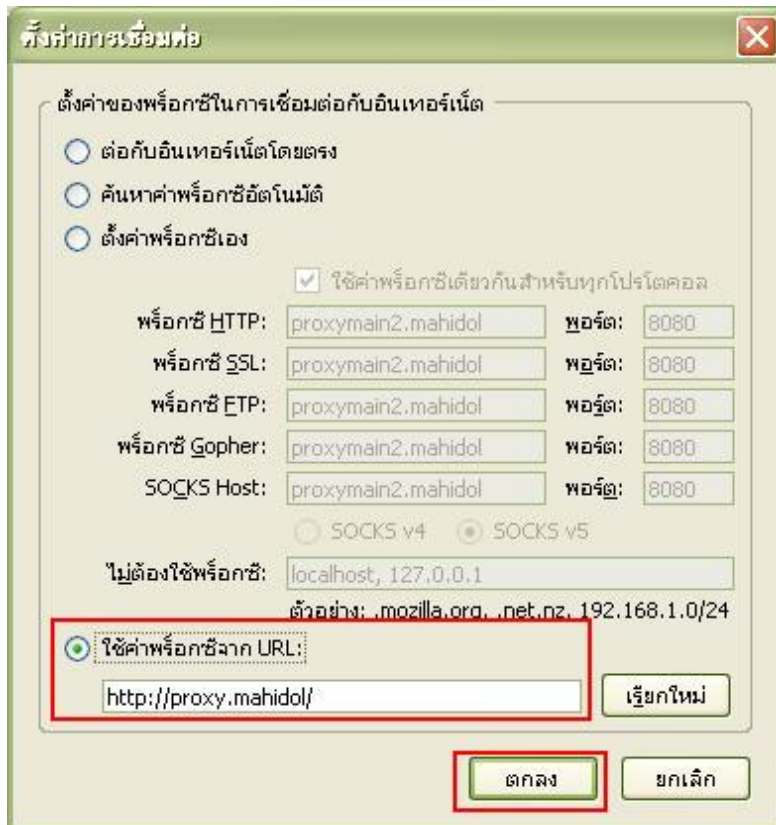 ตั้งค่าการเชื่อมต่อ
ตั้งค่าของพร็อกซีในการเชื่อมต่อกับอินเทอร์เน็ต
ต่อกับอินเทอร์เน็ตโดยตรง
ค้นหาค่าพร็อกซีอัตโนมัติ
ตั้งค่าพร็อกซีเอง
ใช้ค่าพร็อกซีเดียวกันสำหรับทุกโปรโตคอล
พร็อกซี HTTP: proxymain2.mahidol พอร์ต: 8080
พร็อกซี SSL: proxymain2.mahidol พอร์ต: 8080
พร็อกซี FTP: proxymain2.mahidol พอร์ต: 8080
พร็อกซี Gopher: proxymain2.mahidol พอร์ต: 8080
SOCKS Host: proxymain2.mahidol พอร์ต: 8080
SOCKS v4 SOCKS v5
ไม่ต้องใช้พร็อกซี: localhost, 127.0.0.1
ตัวอย่าง: .mozilla.org, .net.nz, 192.168.1.0/24
ใช้ค่าพร็อกซีจาก URL:
http://proxy.mahidol/ เรียกใหม่
ตกลง ยกเลิก